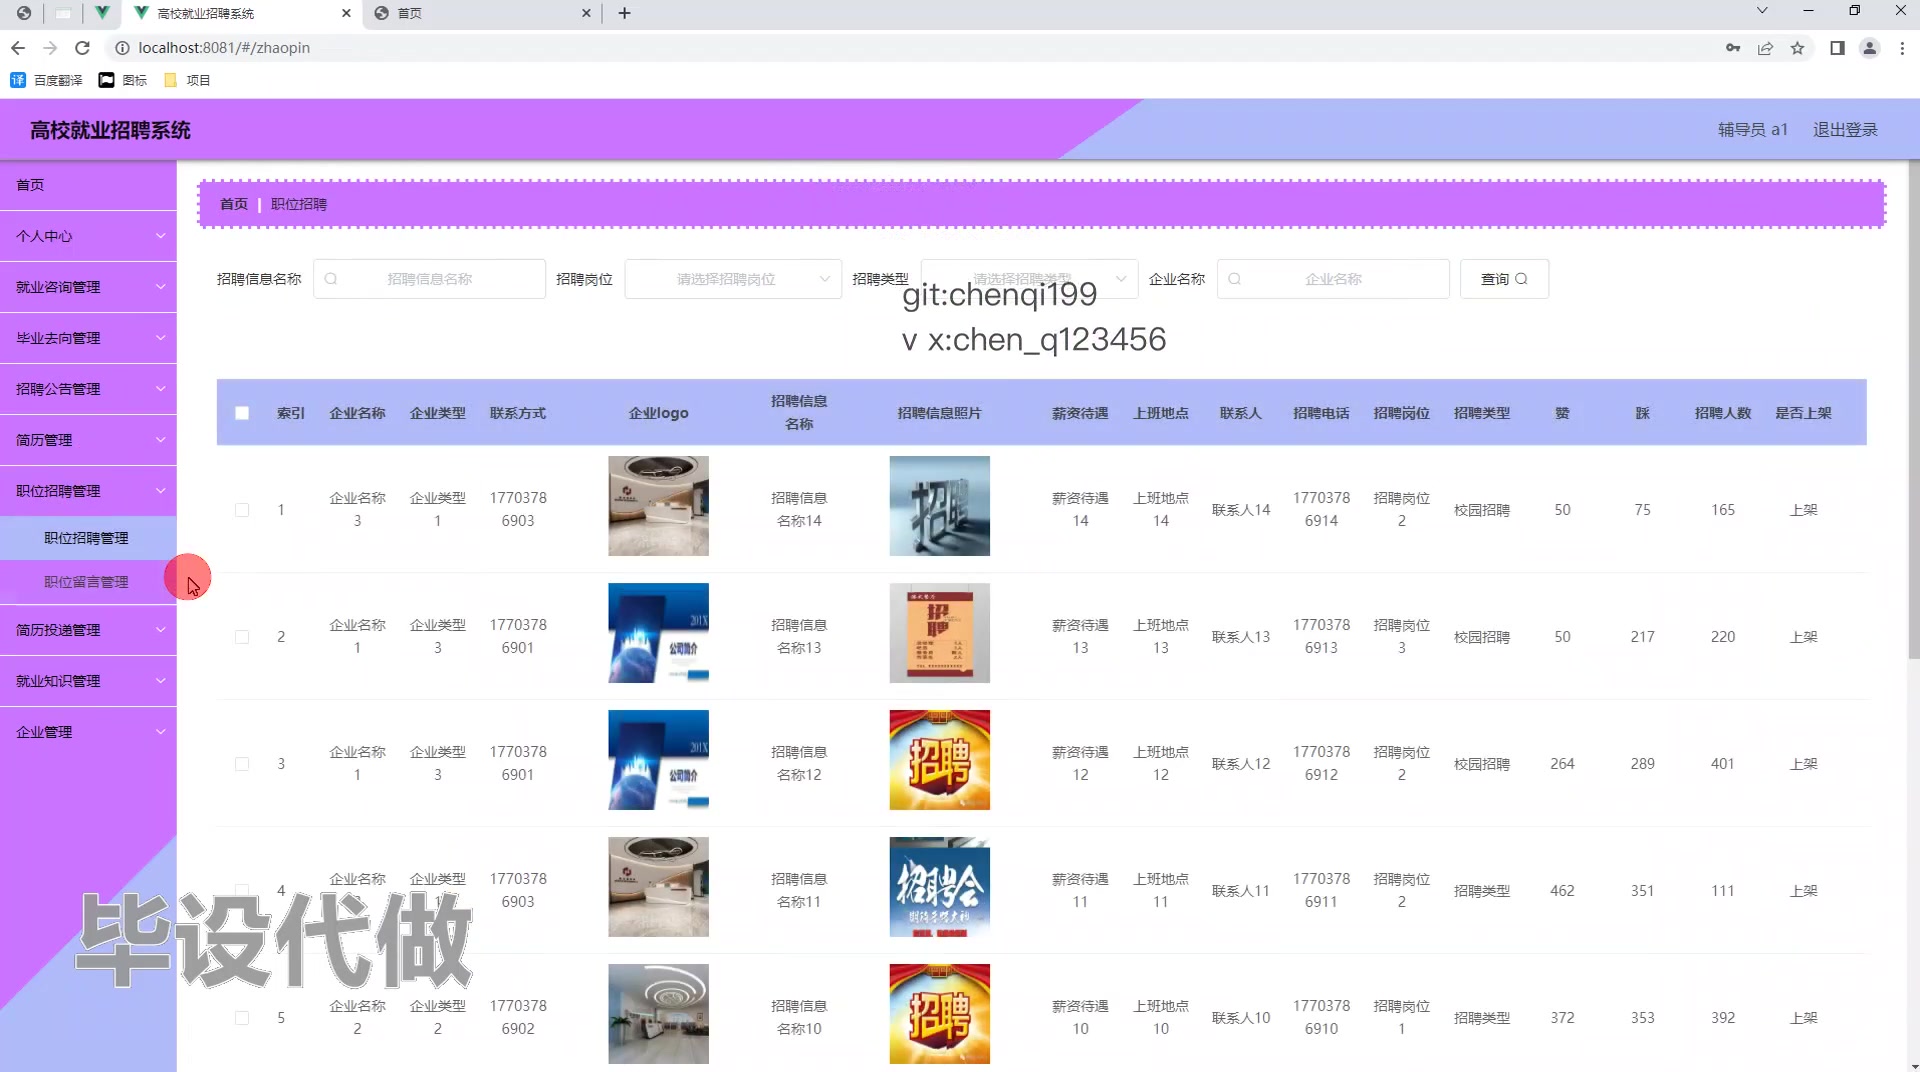 高校就业招聘系统
首页
localhost:8081/#/zhaopin
百度翻译 图标 项目
高校就业招聘系统
辅导员 a1 退出登录
首页
个人中心
就业咨询管理
毕业去向管理
招聘公告管理
简历管理
职位招聘管理
职位招聘管理
职位留言管理
简历投递管理
就业知识管理
企业管理
首页 | 职位招聘
招聘信息名称 招聘信息名称 招聘岗位 请选择招聘岗位 招聘类型 请选择招聘类型 企业名称 企业名称 查询
git:chenqi199
v x:chen_q123456
索引 企业名称 企业类型 联系方式 企业logo 招聘信息名称 招聘信息照片 薪资待遇 上班地点 联系人 招聘电话 招聘岗位 招聘类型 赞 踩 招聘人数 是否上架
1 企业名称3 企业类型1 17703786903 招聘信息名称14 招聘 薪资待遇14 上班地点14 联系人14 17703786914 招聘岗位2 校园招聘 50 75 165 上架
2 企业名称1 企业类型3 17703786901 201X 公司简介 招聘信息名称13 招聘 薪资待遇13 上班地点13 联系人13 17703786913 招聘岗位3 校园招聘 50 217 220 上架
3 企业名称1 企业类型3 17703786901 201X 公司简介 招聘信息名称12 招聘 薪资待遇12 上班地点12 联系人12 17703786912 招聘岗位2 校园招聘 264 289 401 上架
4 企业名称3 企业类型1 17703786903 招聘信息名称11 招聘会 薪资待遇11 上班地点11 联系人11 17703786911 招聘岗位2 招聘类型 462 351 111 上架
5 企业名称2 企业类型2 17703786902 招聘信息名称10 招聘 薪资待遇10 上班地点10 联系人10 17703786910 招聘岗位1 招聘类型 372 353 392 上架
毕设代做